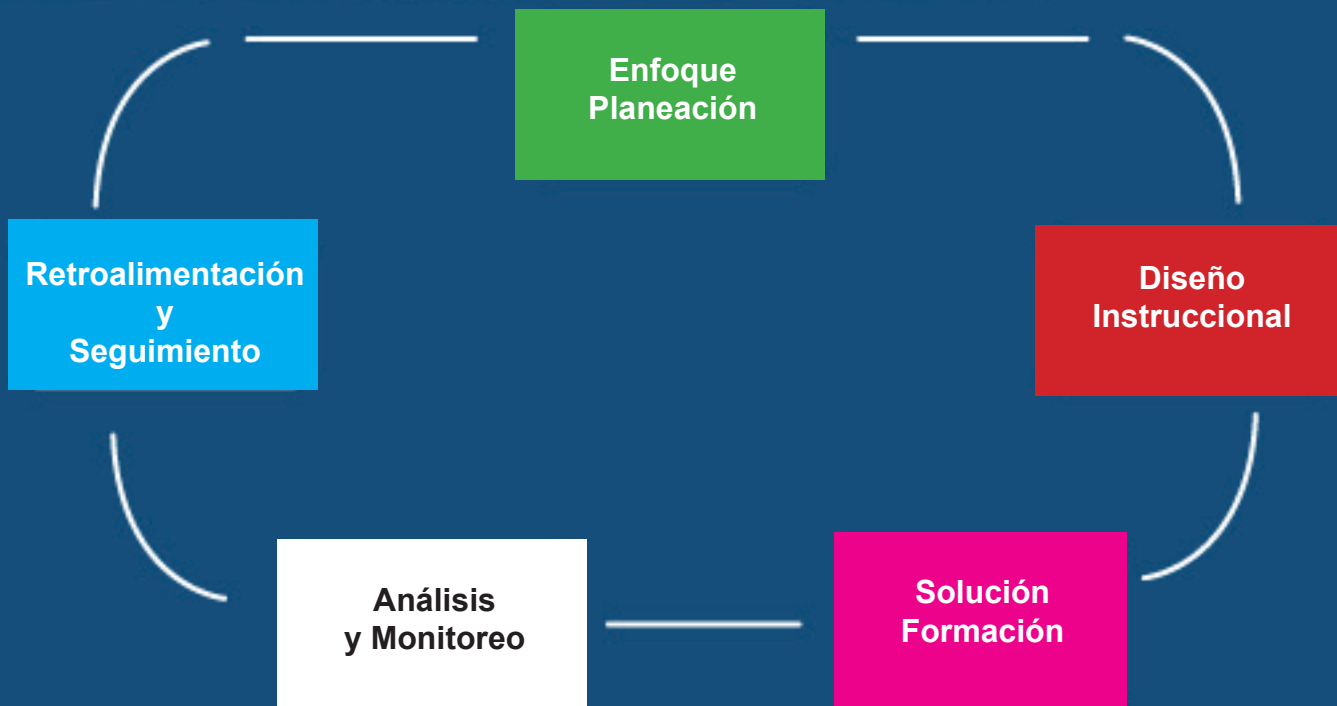 Enfoque
Planeación
Retroalimentación
y
Seguimiento
Diseño
Instruccional
Análisis
y Monitoreo
Solución
Formación